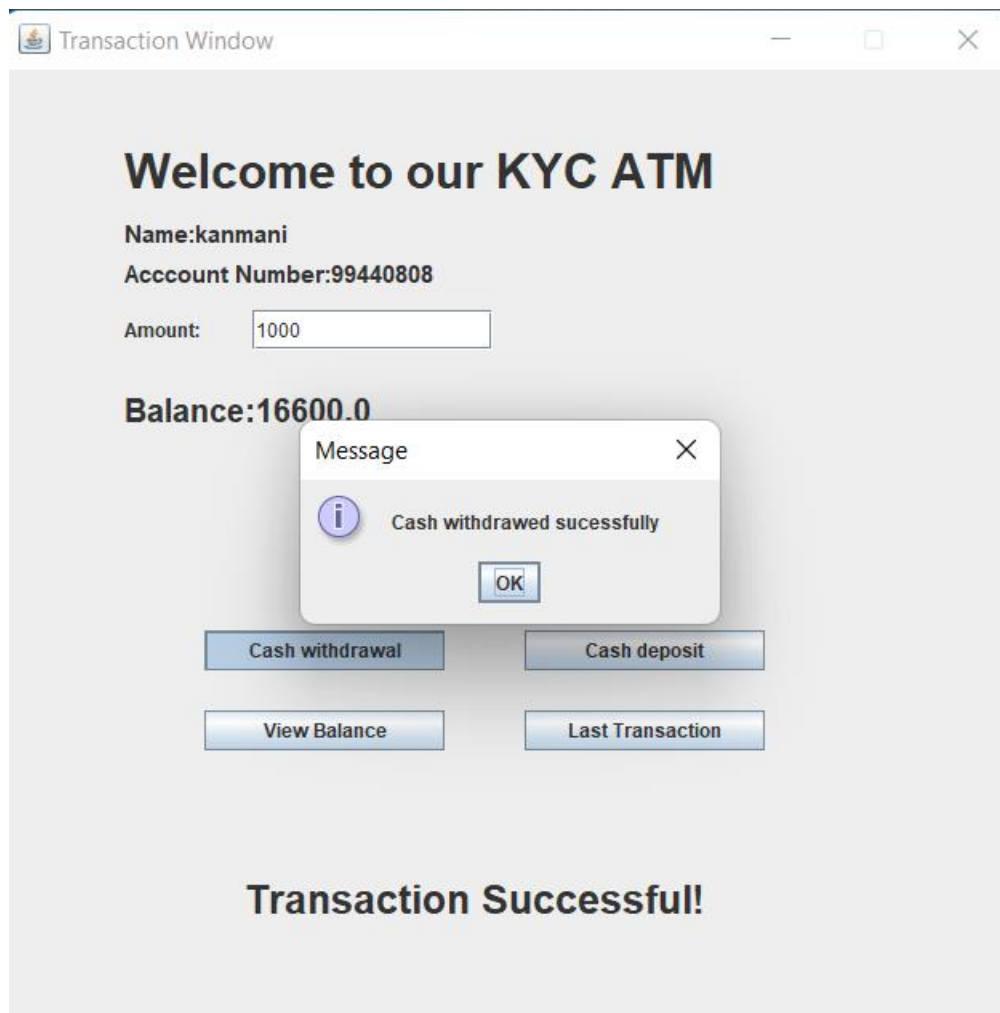 Transaction Window
Welcome to our KYC ATM
Name:kanmani
Acccount Number:99440808
Amount: 1000
Balance:16600.0
Message
i
Cash withdrawed sucessfully
OK
Cash withdrawal Cash deposit
View Balance Last Transaction
Transaction Successful!